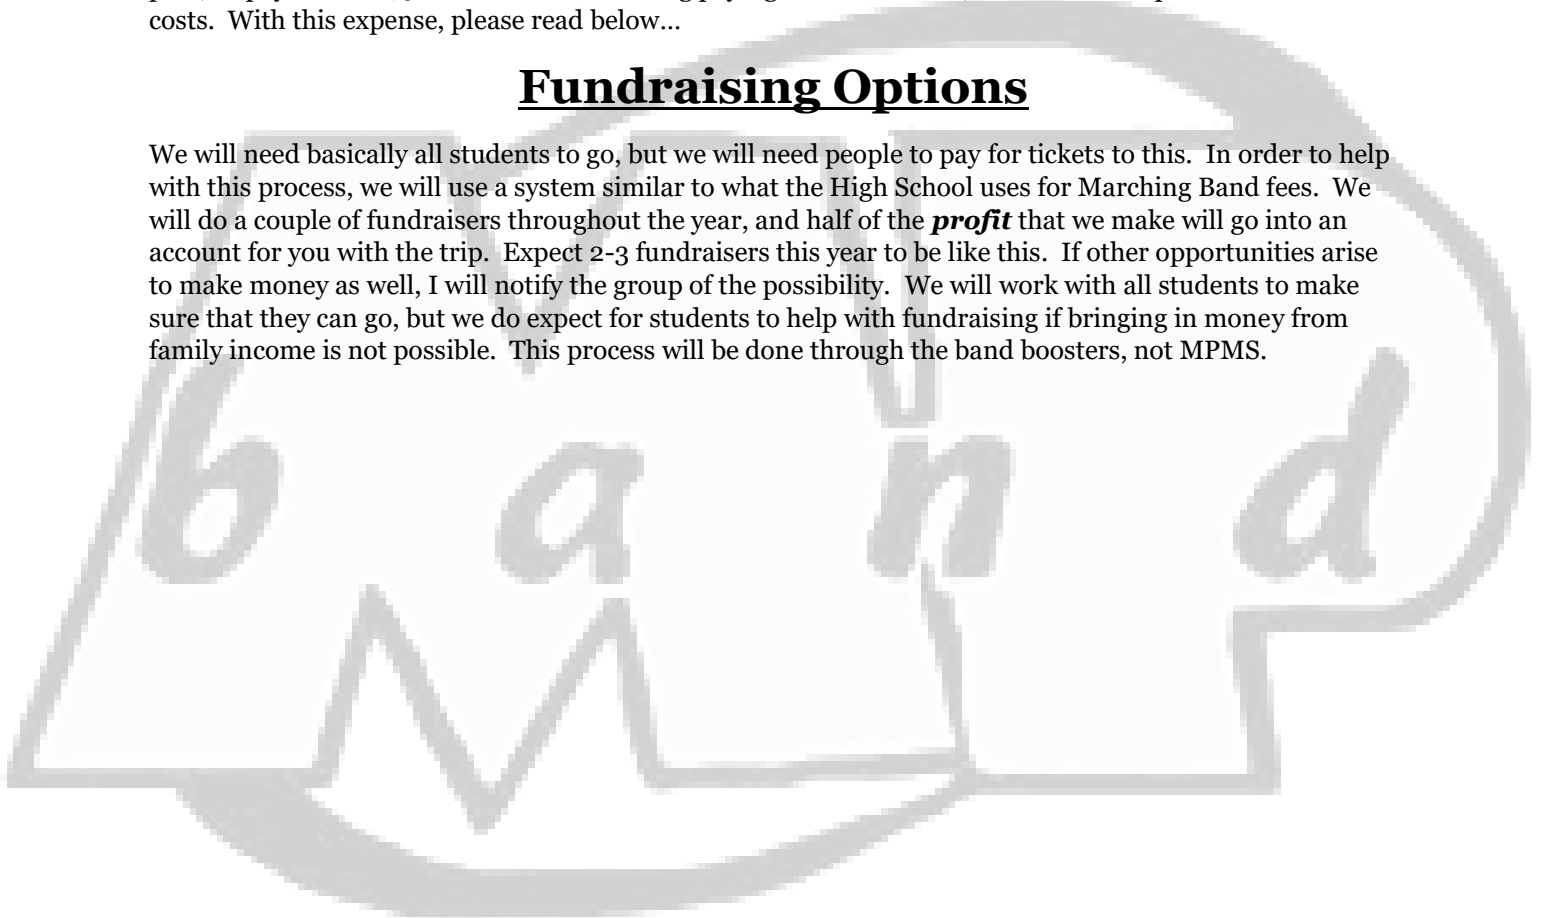 costs.  With this expense, please read below…
Fundraising Options
We will need basically all students to go, but we will need people to pay for tickets to this.  In order to help
with this process, we will use a system similar to what the High School uses for Marching Band fees.  We
will do a couple of fundraisers throughout the year, and half of the profit that we make will go into an
account for you with the trip.  Expect 2-3 fundraisers this year to be like this.  If other opportunities arise
to make money as well, I will notify the group of the possibility.  We will work with all students to make
sure that they can go, but we do expect for students to help with fundraising if bringing in money from
family income is not possible.  This process will be done through the band boosters, not MPMS.
MP
band